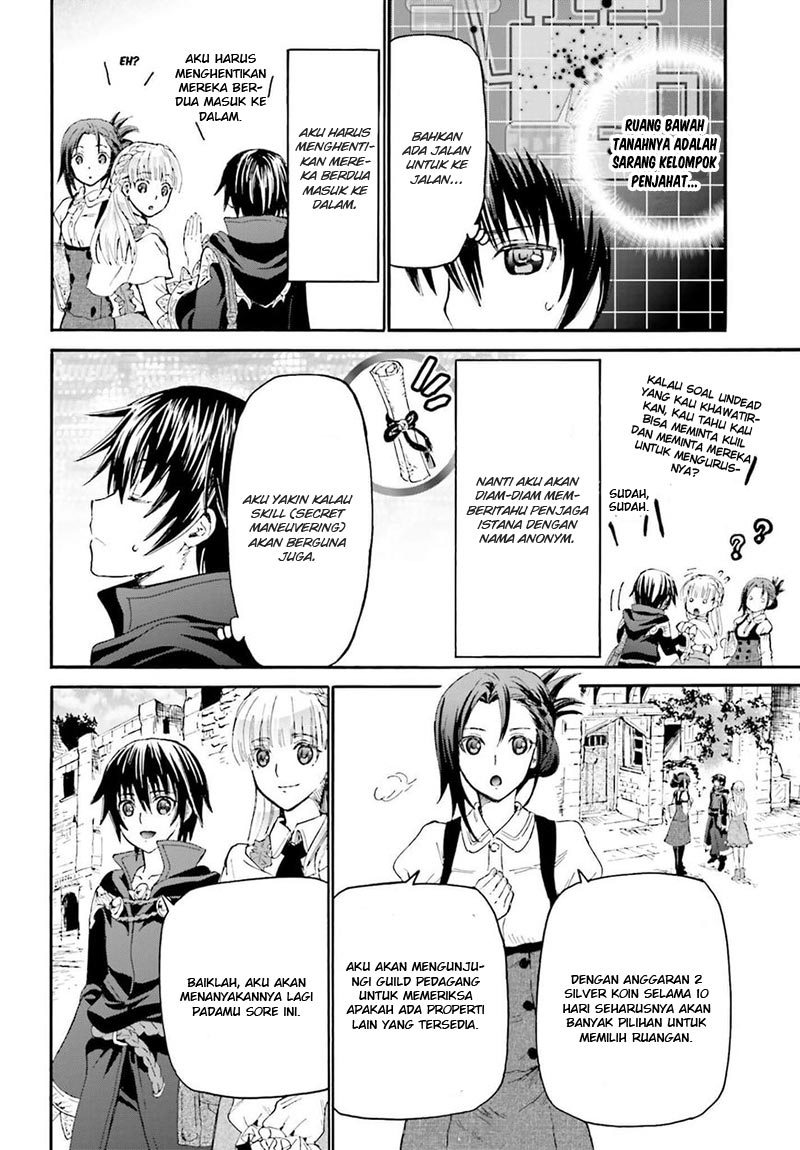 RUANG BAWAH
TANAHNYA ADALAH
SARANG KELOMPOK
PENJAHAT...
BAHKAN
ADA JALAN
UNTUK KE
JALAN...
AKU HARUS
MENGHENTI-
KAN MERE-
KA BERDUA
MASUK KE
DALAM.
AKU HARUS
MENGHENTIKAN
MEREKA BER-
DUA MASUK KE
DALAM.
EH?
KALAU SOAL UNDEAD
YANG KAU KHAWATIR-
KAN, KAU TAHU KAU
BISA MEMINTA KUIL
DAN MEMINTA MEREKA
UNTUK MENGURUS-
NYA?
SUDAH,
SUDAH.
? ?
NANTI AKU AKAN
DIAM-DIAM MEM-
BERITAHU PENJAGA
ISTANA DENGAN
NAMA ANONYM.
AKU YAKIN KALAU
SKILL (SECRET
MANEUVERING)
AKAN BERGUNA
JUGA.
DENGAN ANGGARAN 2
SILVER KOIN SELAMA 10
HARI SEHARUSNYA AKAN
BANYAK PILIHAN UNTUK
MEMILIH RUANGAN.
AKU AKAN MENGUNJU-
NGI GUILD PEDAGANG
UNTUK MEMERIKSA
APAKAH ADA PROPERTI
LAIN YANG TERSEDIA.
BAIKLAH, AKU AKAN
MENANYAKANNYA LAGI
PADAMU SORE INI.